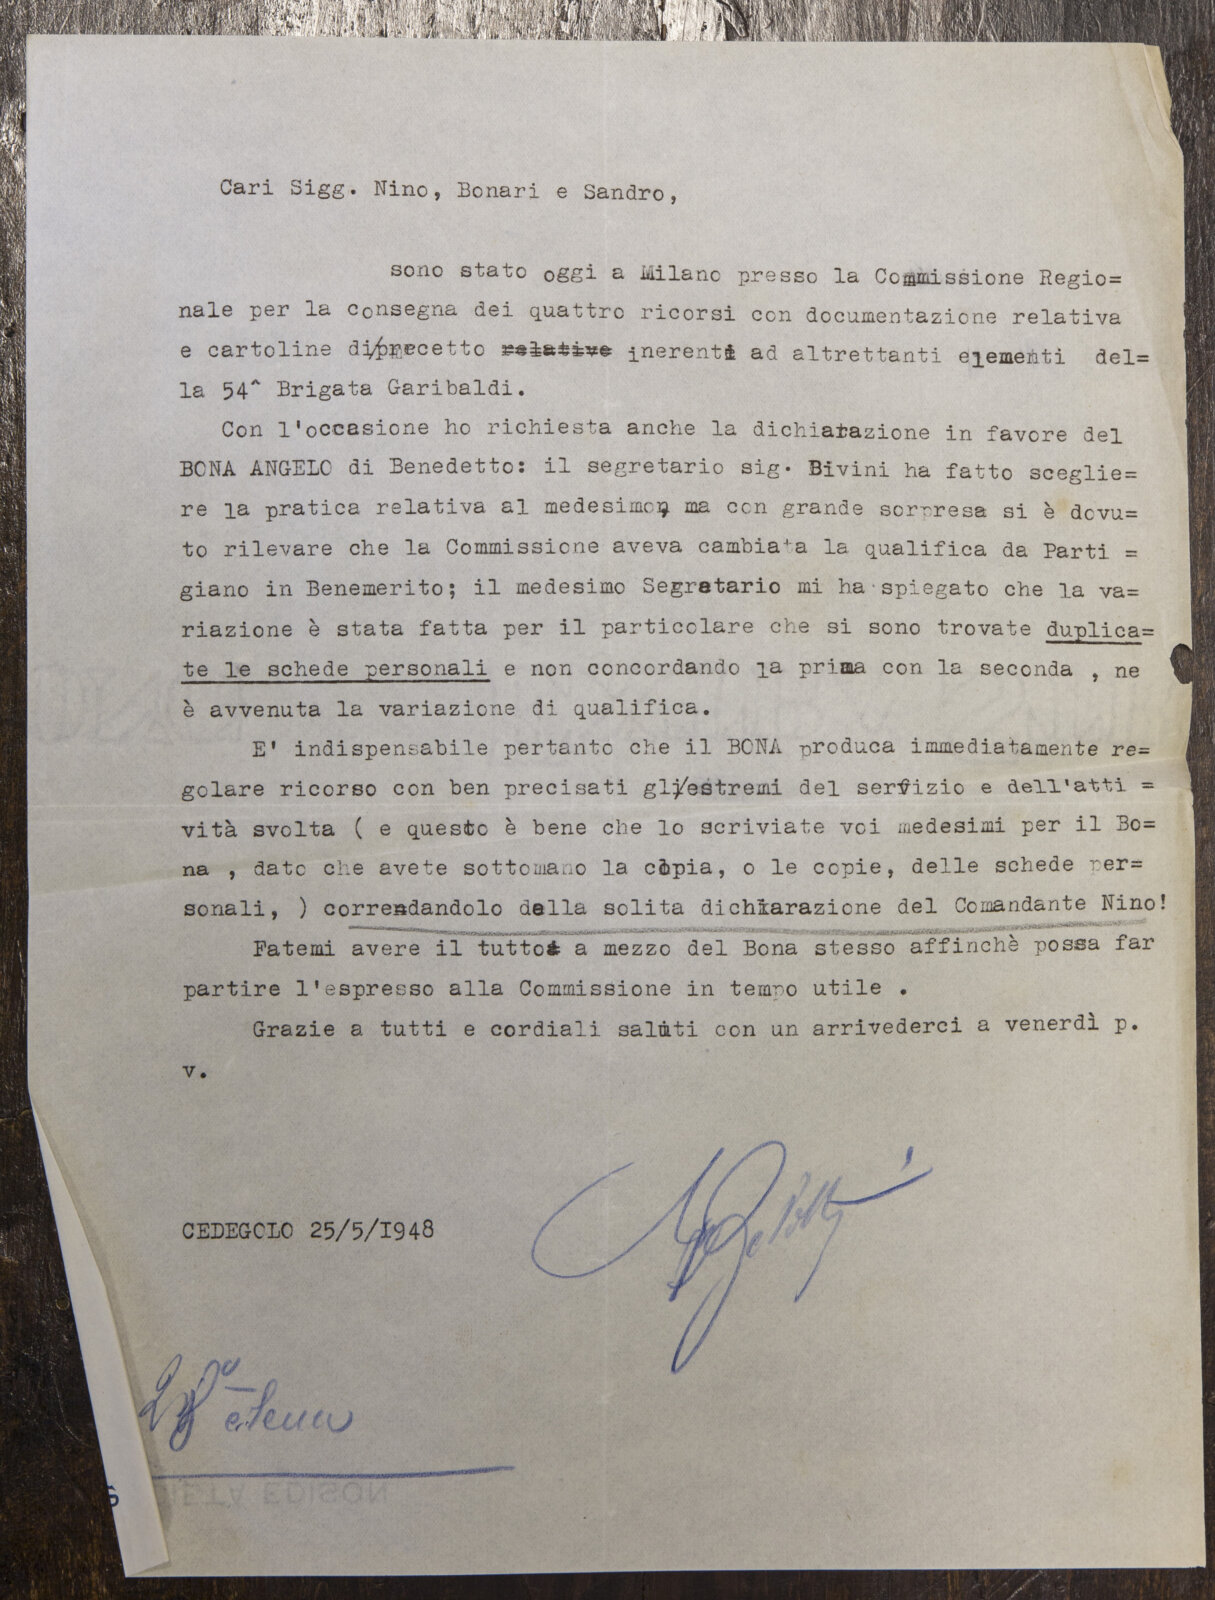 Cari Sigg. Nino, Bonari e Sandro,
sono stato oggi a Milano presso la Commissione Regio=
nale per la consegna dei quattro ricorsi con documentazione relativa
e cartoline di/precetto relative inerenti ad altrettanti elementi del=
la 54^ Brigata Garibaldi.
Con l'occasione ho richiesta anche la dichiarazione in favore del
BONA ANGELO di Benedetto: il segretario sig. Bivini ha fatto sceglie=
re la pratica relativa al medesimo, ma con grande sorpresa si è dovu=
to rilevare che la Commissione aveva cambiata la qualifica da Parti =
giano in Benemerito; il medesimo Segretario mi ha spiegato che la va=
riazione è stata fatta per il particolare che si sono trovate duplica=
te le schede personali e non concordando la prima con la seconda , ne
è avvenuta la variazione di qualifica.
E' indispensabile pertanto che il BONA produca immediatamente re=
golare ricorso con ben precisati gli/estremi del servizio e dell'atti =
vità svolta ( e questo è bene che lo scriviate voi medesimi per il Bo=
na , dato che avete sottomano la copia, o le copie, delle schede per=
sonali, ) corredandolo della solita dichiarazione del Comandante Nino!
Fatemi avere il tutto a mezzo del Bona stesso affinchè possa far
partire l'espresso alla Commissione in tempo utile .
Grazie a tutti e cordiali saluti con un arrivederci a venerdì p.
v.
CEDEGOLO 25/5/1948
EDISON